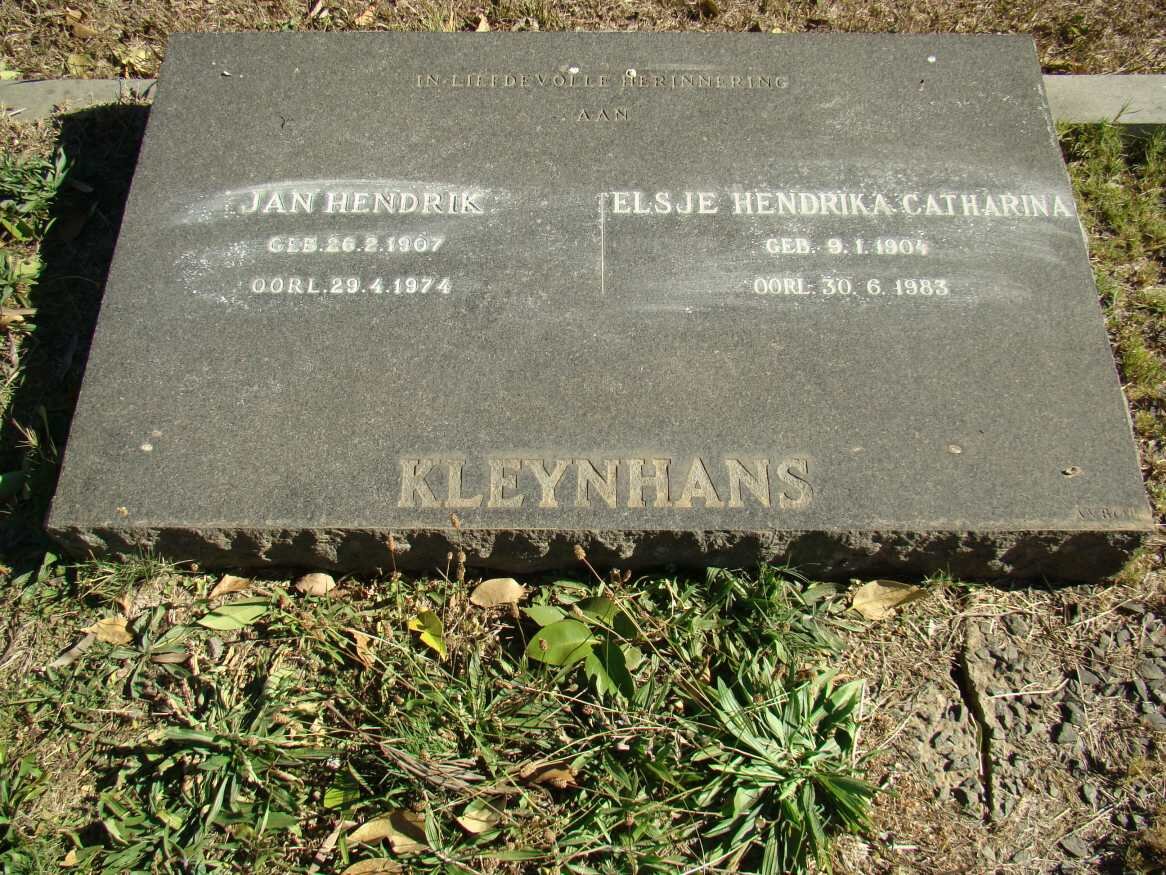 IN LIEFDEVOLLE HERINNERING
AAN
JAN HENDRIK
GEB. 26.2.1907
OORL. 29.4.1974
ELSJE HENDRIKA CATHARINA
GEB. 9.1.1904
OORL. 30.6.1983
KLEYNHANS